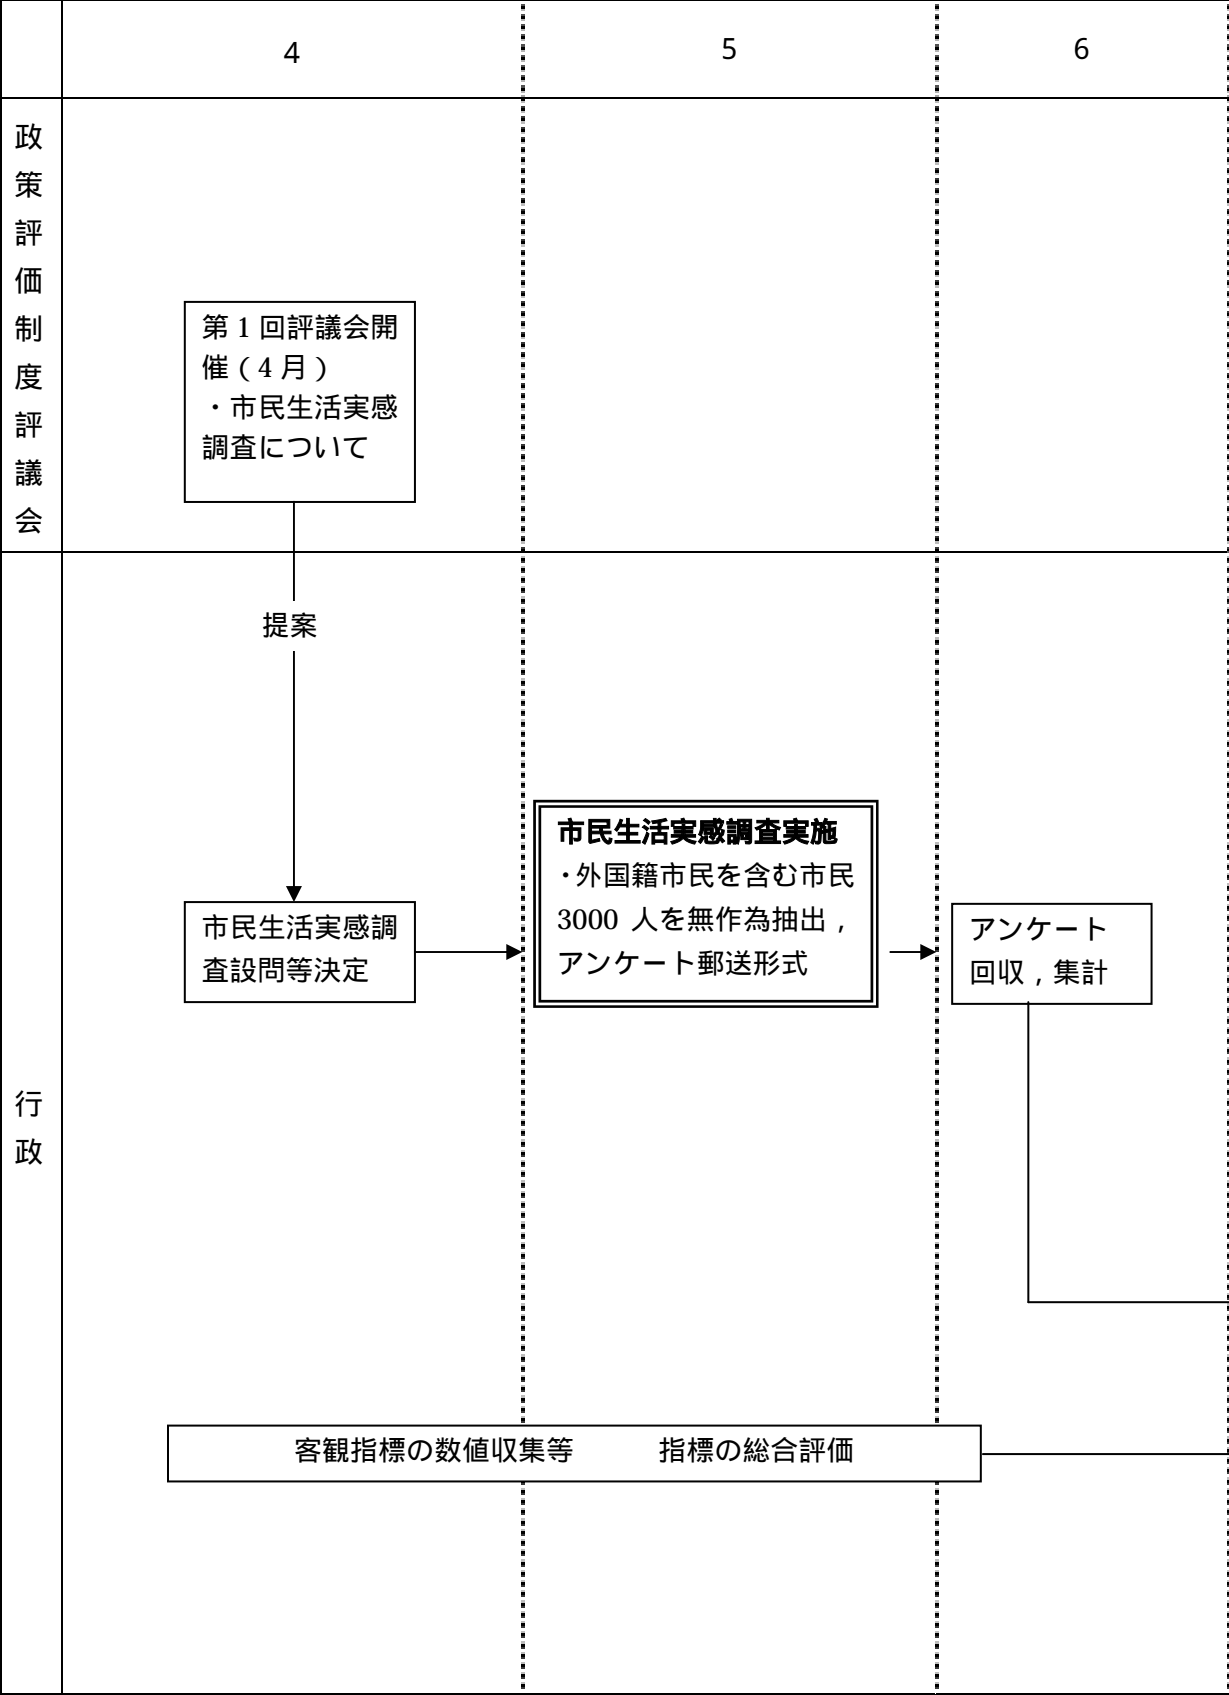 4
5
6
政策評価制度評議会
第1回評議会開
催(4月)
・市民生活実感
調査について
提案
行政
市民生活実感調
査設問等決定
市民生活実感調査実施
・外国籍市民を含む市民
3000 人を無作為抽出，
アンケート郵送形式
アンケート
回収，集計
客観指標の数値収集等　　　指標の総合評価